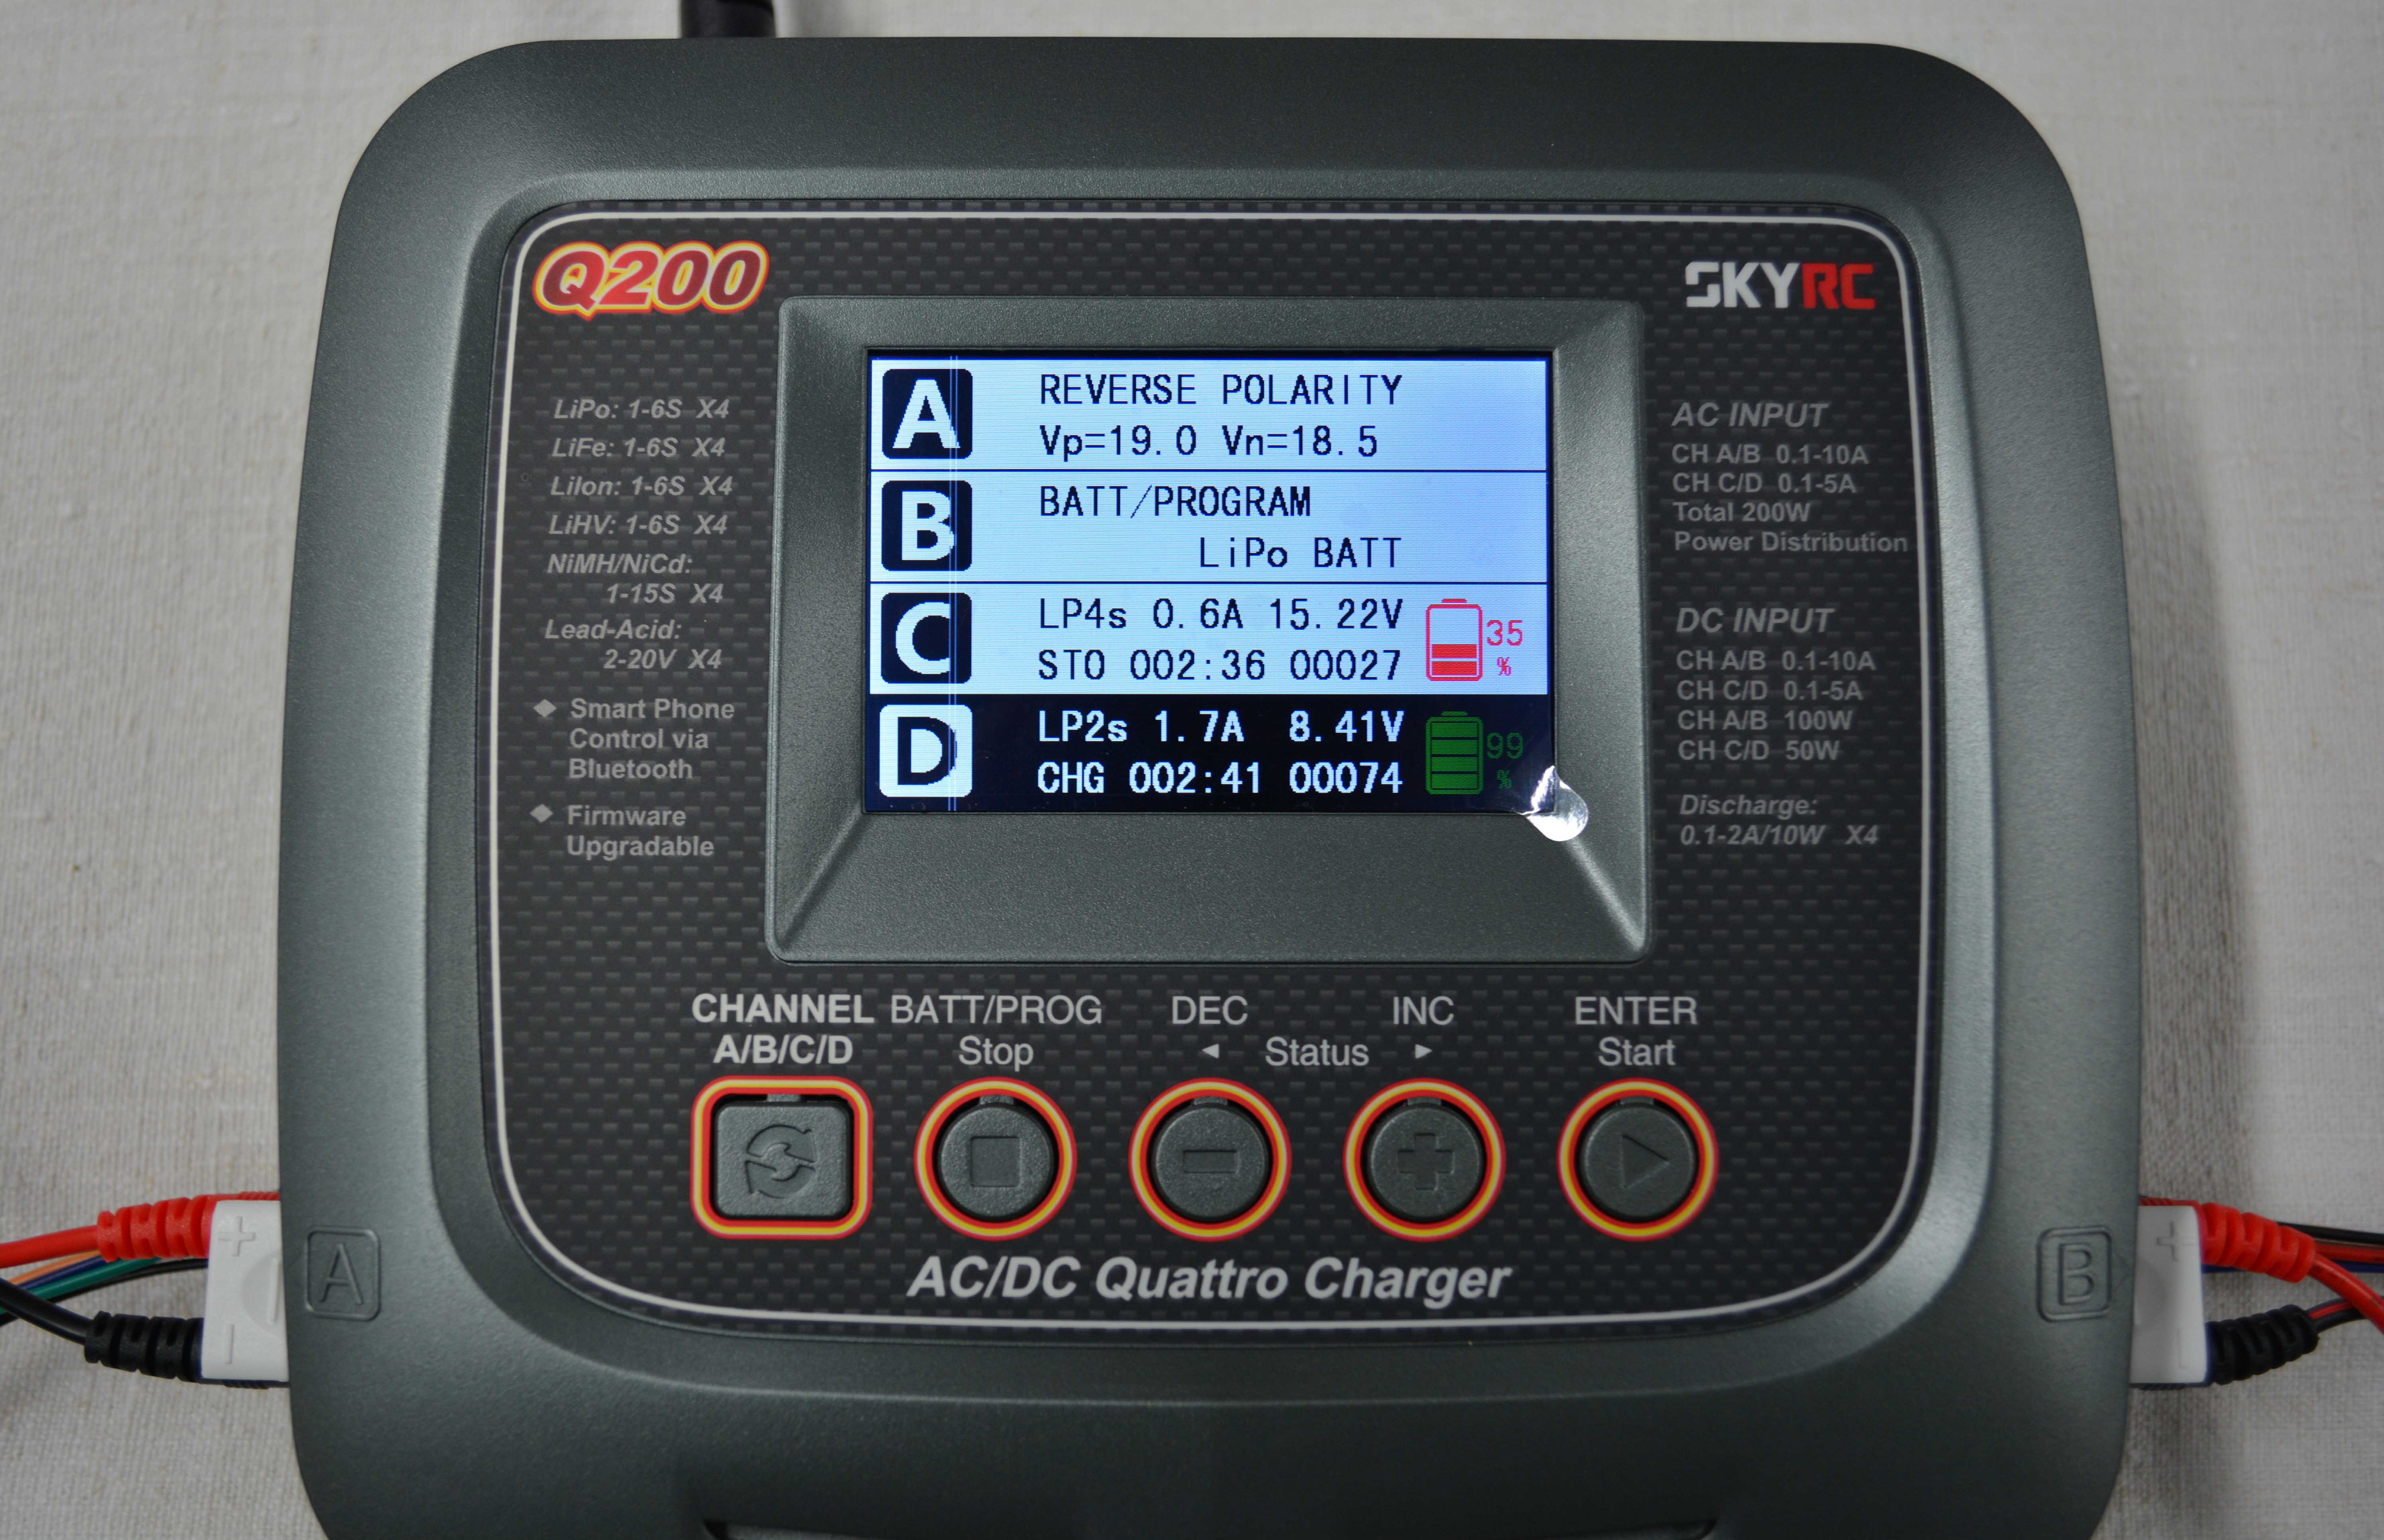 Q200
SKYRC
LiPo: 1-6S X4
LiFe: 1-6S X4
LiIon: 1-6S X4
LiHV: 1-6S X4
NiMH/NiCd:
1-15S X4
Lead-Acid:
2-20V X4
◆ Smart Phone
Control via
Bluetooth
◆ Firmware
Upgradable
A REVERSE POLARITY
Vp=19.0 Vn=18.5
B BATT/PROGRAM
LiPo BATT
C LP4s 0.6A 15.22V 35
STO 002:36 00027 %
D LP2s 1.7A 8.41V 99
CHG 002:41 00074 %
AC INPUT
CH A/B 0.1-10A
CH C/D 0.1-5A
Total 200W
Power Distribution
DC INPUT
CH A/B 0.1-10A
CH C/D 0.1-5A
CH A/B 100W
CH C/D 50W
Discharge:
0.1-2A/10W X4
CHANNEL BATT/PROG DEC INC ENTER
A/B/C/D Stop ◄ Status ► Start
AC/DC Quattro Charger
A
B